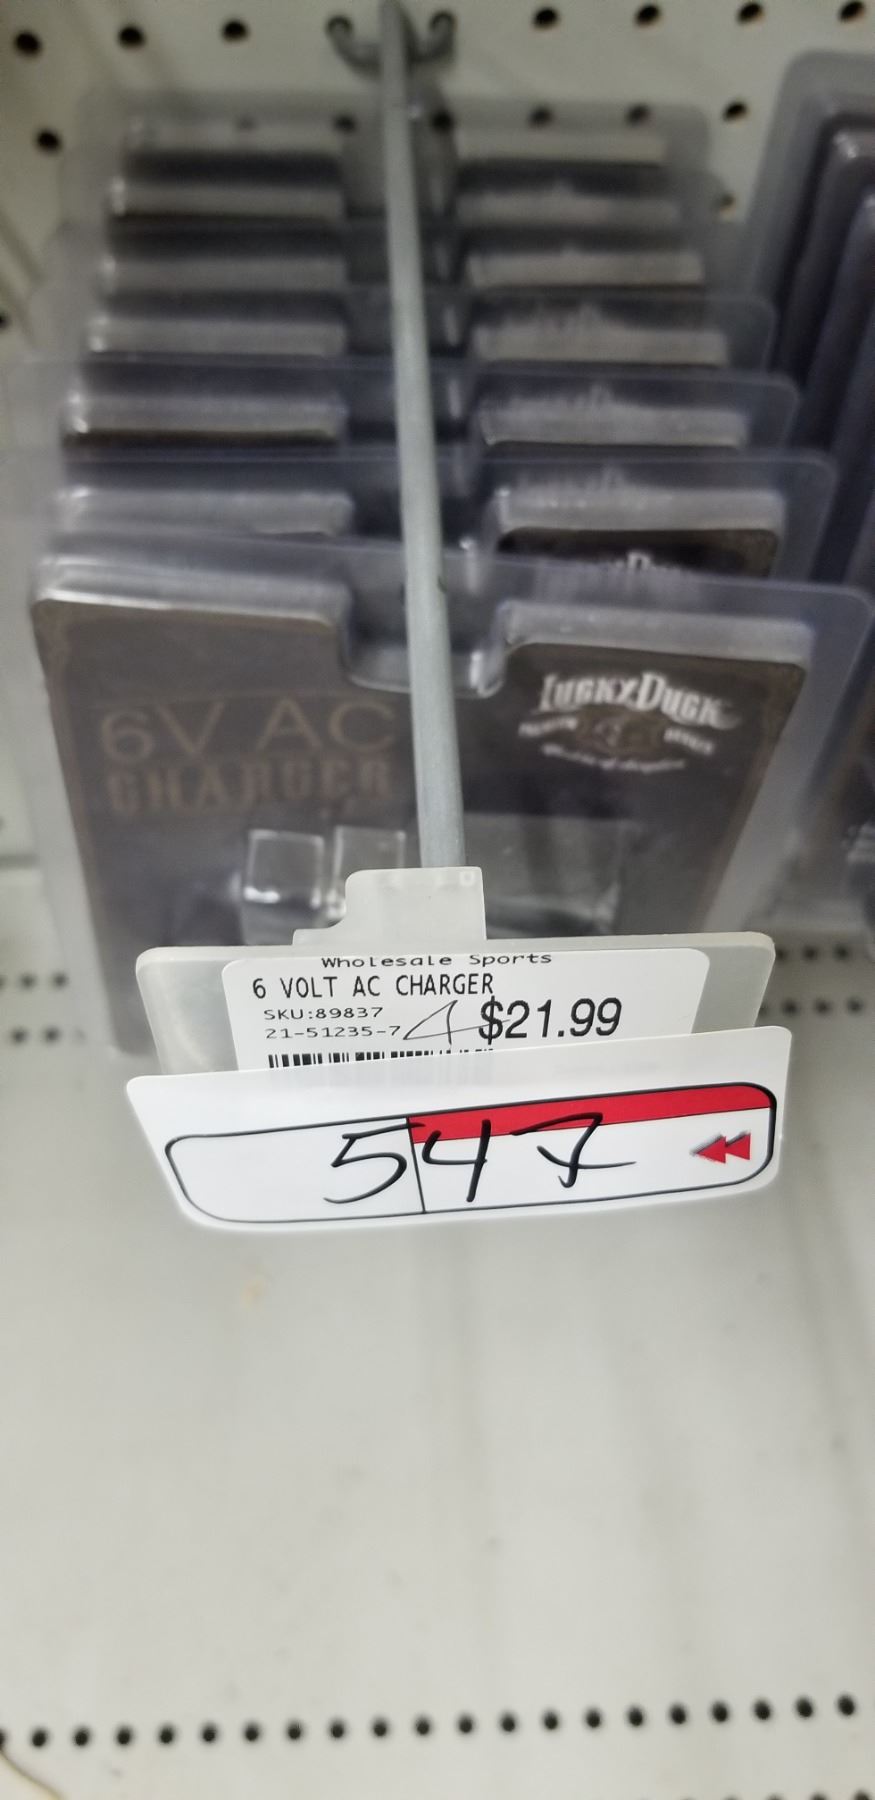 6V AC
CHARGER
LUCKY DUCK
Wholesale Sports
6 VOLT AC CHARGER
SKU:89837
21-51235-7
4
$21.99
547